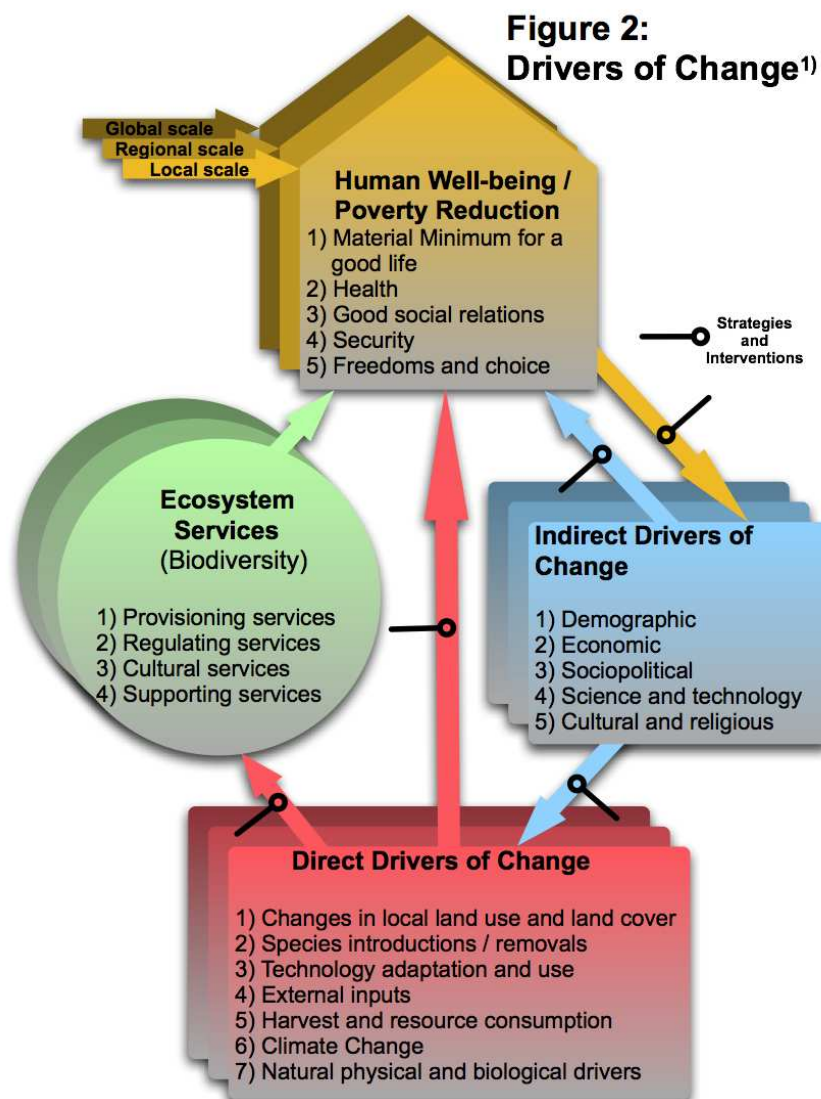 Figure 2:
Drivers of Change1)
Global scale
Regional scale
Local scale
Human Well-being /
Poverty Reduction
1) Material Minimum for a
good life
2) Health
3) Good social relations
4) Security
5) Freedoms and choice
Strategies
and
Interventions
Ecosystem
Services
(Biodiversity)
1) Provisioning services
2) Regulating services
3) Cultural services
4) Supporting services
Indirect Drivers of
Change
1) Demographic
2) Economic
3) Sociopolitical
4) Science and technology
5) Cultural and religious
Direct Drivers of Change
1) Changes in local land use and land cover
2) Species introductions / removals
3) Technology adaptation and use
4) External inputs
5) Harvest and resource consumption
6) Climate Change
7) Natural physical and biological drivers